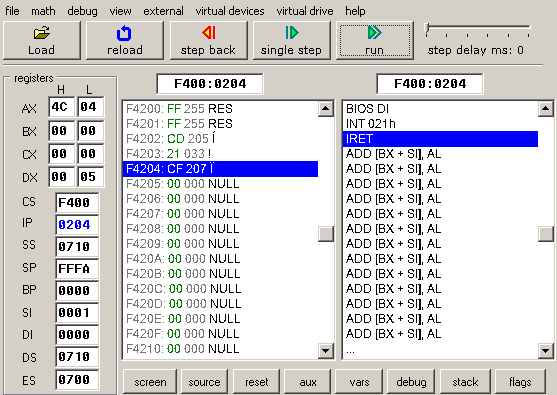 file math debug view external virtual devices virtual drive help
Load reload step back single step run step delay ms: 0
registers
H L
AX 4C 04
BX 00 00
CX 00 00
DX 00 05
CS F400
IP 0204
SS 0710
SP FFFA
BP 0000
SI 0001
DI 0000
DS 0710
ES 0700
F400:0204
F4200: FF 255 RES
F4201: FF 255 RES
F4202: CD 205 Í
F4203: 21 033 !
F4204: CF 207 Ï
F4205: 00 000 NULL
F4206: 00 000 NULL
F4207: 00 000 NULL
F4208: 00 000 NULL
F4209: 00 000 NULL
F420A: 00 000 NULL
F420B: 00 000 NULL
F420C: 00 000 NULL
F420D: 00 000 NULL
F420E: 00 000 NULL
F420F: 00 000 NULL
F4210: 00 000 NULL
F400:0204
BIOS DI
INT 021h
IRET
ADD [BX + SI], AL
ADD [BX + SI], AL
ADD [BX + SI], AL
ADD [BX + SI], AL
ADD [BX + SI], AL
ADD [BX + SI], AL
ADD [BX + SI], AL
ADD [BX + SI], AL
ADD [BX + SI], AL
ADD [BX + SI], AL
ADD [BX + SI], AL
ADD [BX + SI], AL
ADD [BX + SI], AL
...
screen source reset aux vars debug stack flags